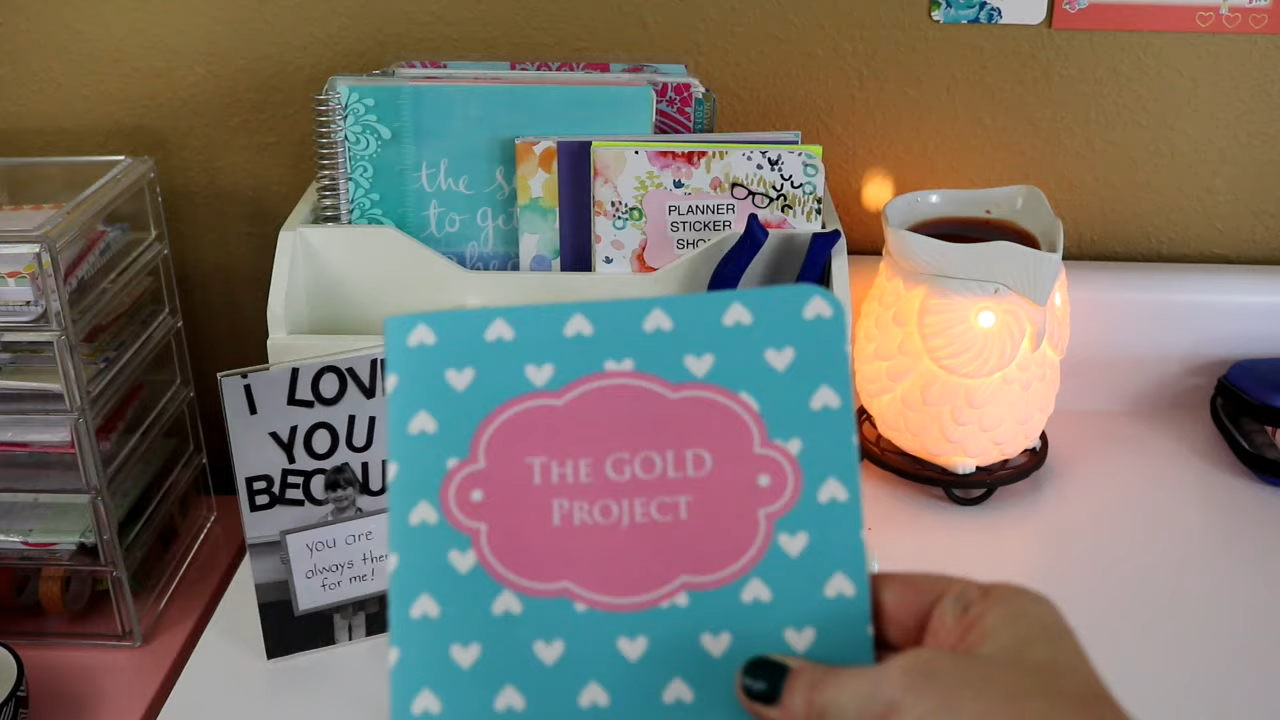 the s
to get
PLANNER
STICKER
SHO
i LOV
YOU
BECAU
you are
always the
for me!
THE GOLD
PROJECT